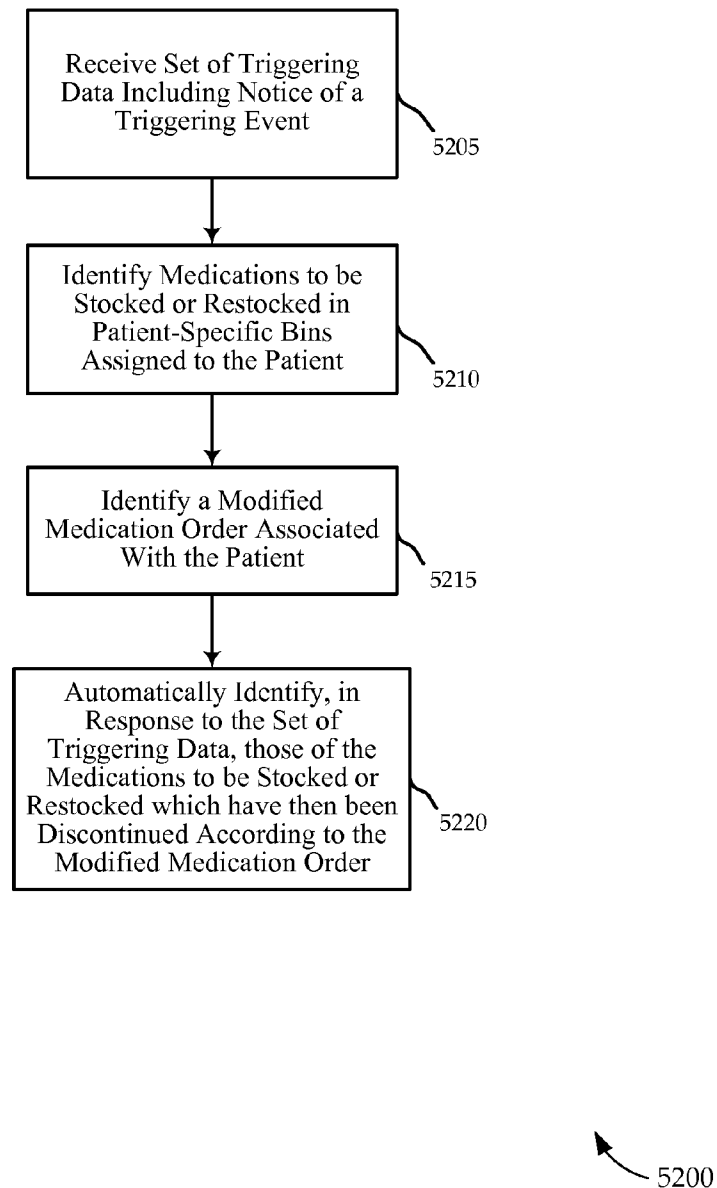 Receive Set of Triggering
Data Including Notice of a
Triggering Event
5205
Identify Medications to be
Stocked or Restocked in
Patient-Specific Bins
Assigned to the Patient
5210
Identify a Modified
Medication Order Associated
With the Patient
5215
Automatically Identify, in
Response to the Set of
Triggering Data, those of the
Medications to be Stocked or
Restocked which have then been
Discontinued According to the
Modified Medication Order
5220
5200